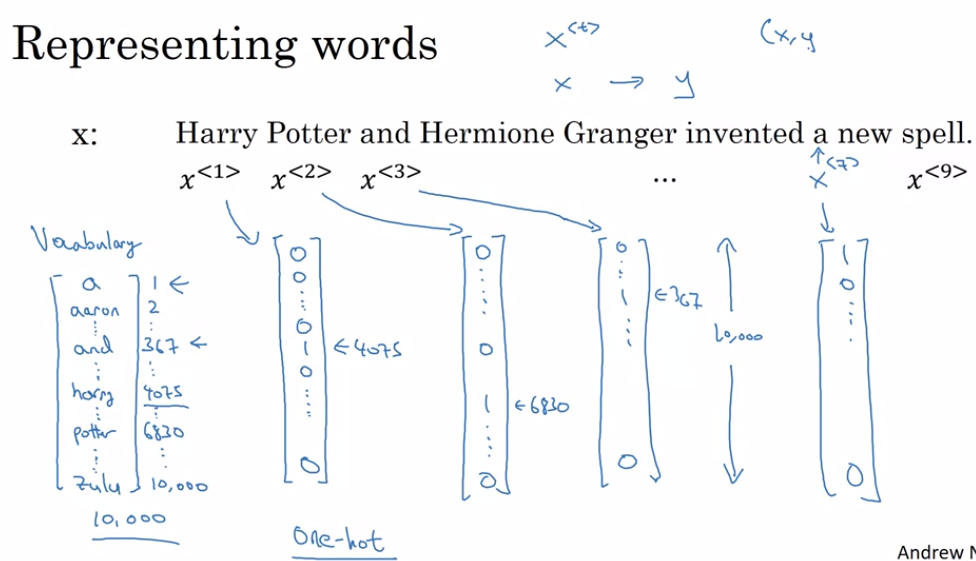 Representing words
x<t>
(x,y
x → y
x: Harry Potter and Hermione Granger invented a new spell.
x<1> x<2> x<3> ... x<7> x<9>
Vocabulary
a 1 ←
aaron 2
and 367 ←
harry 4075
potter 6830
zulu 10,000
10,000
0
0
0
1 ← 4075
0
0
0
0
1 ← 6830
0
0
1 ← 367
0
10,000
1
0
0
One-hot
Andrew N